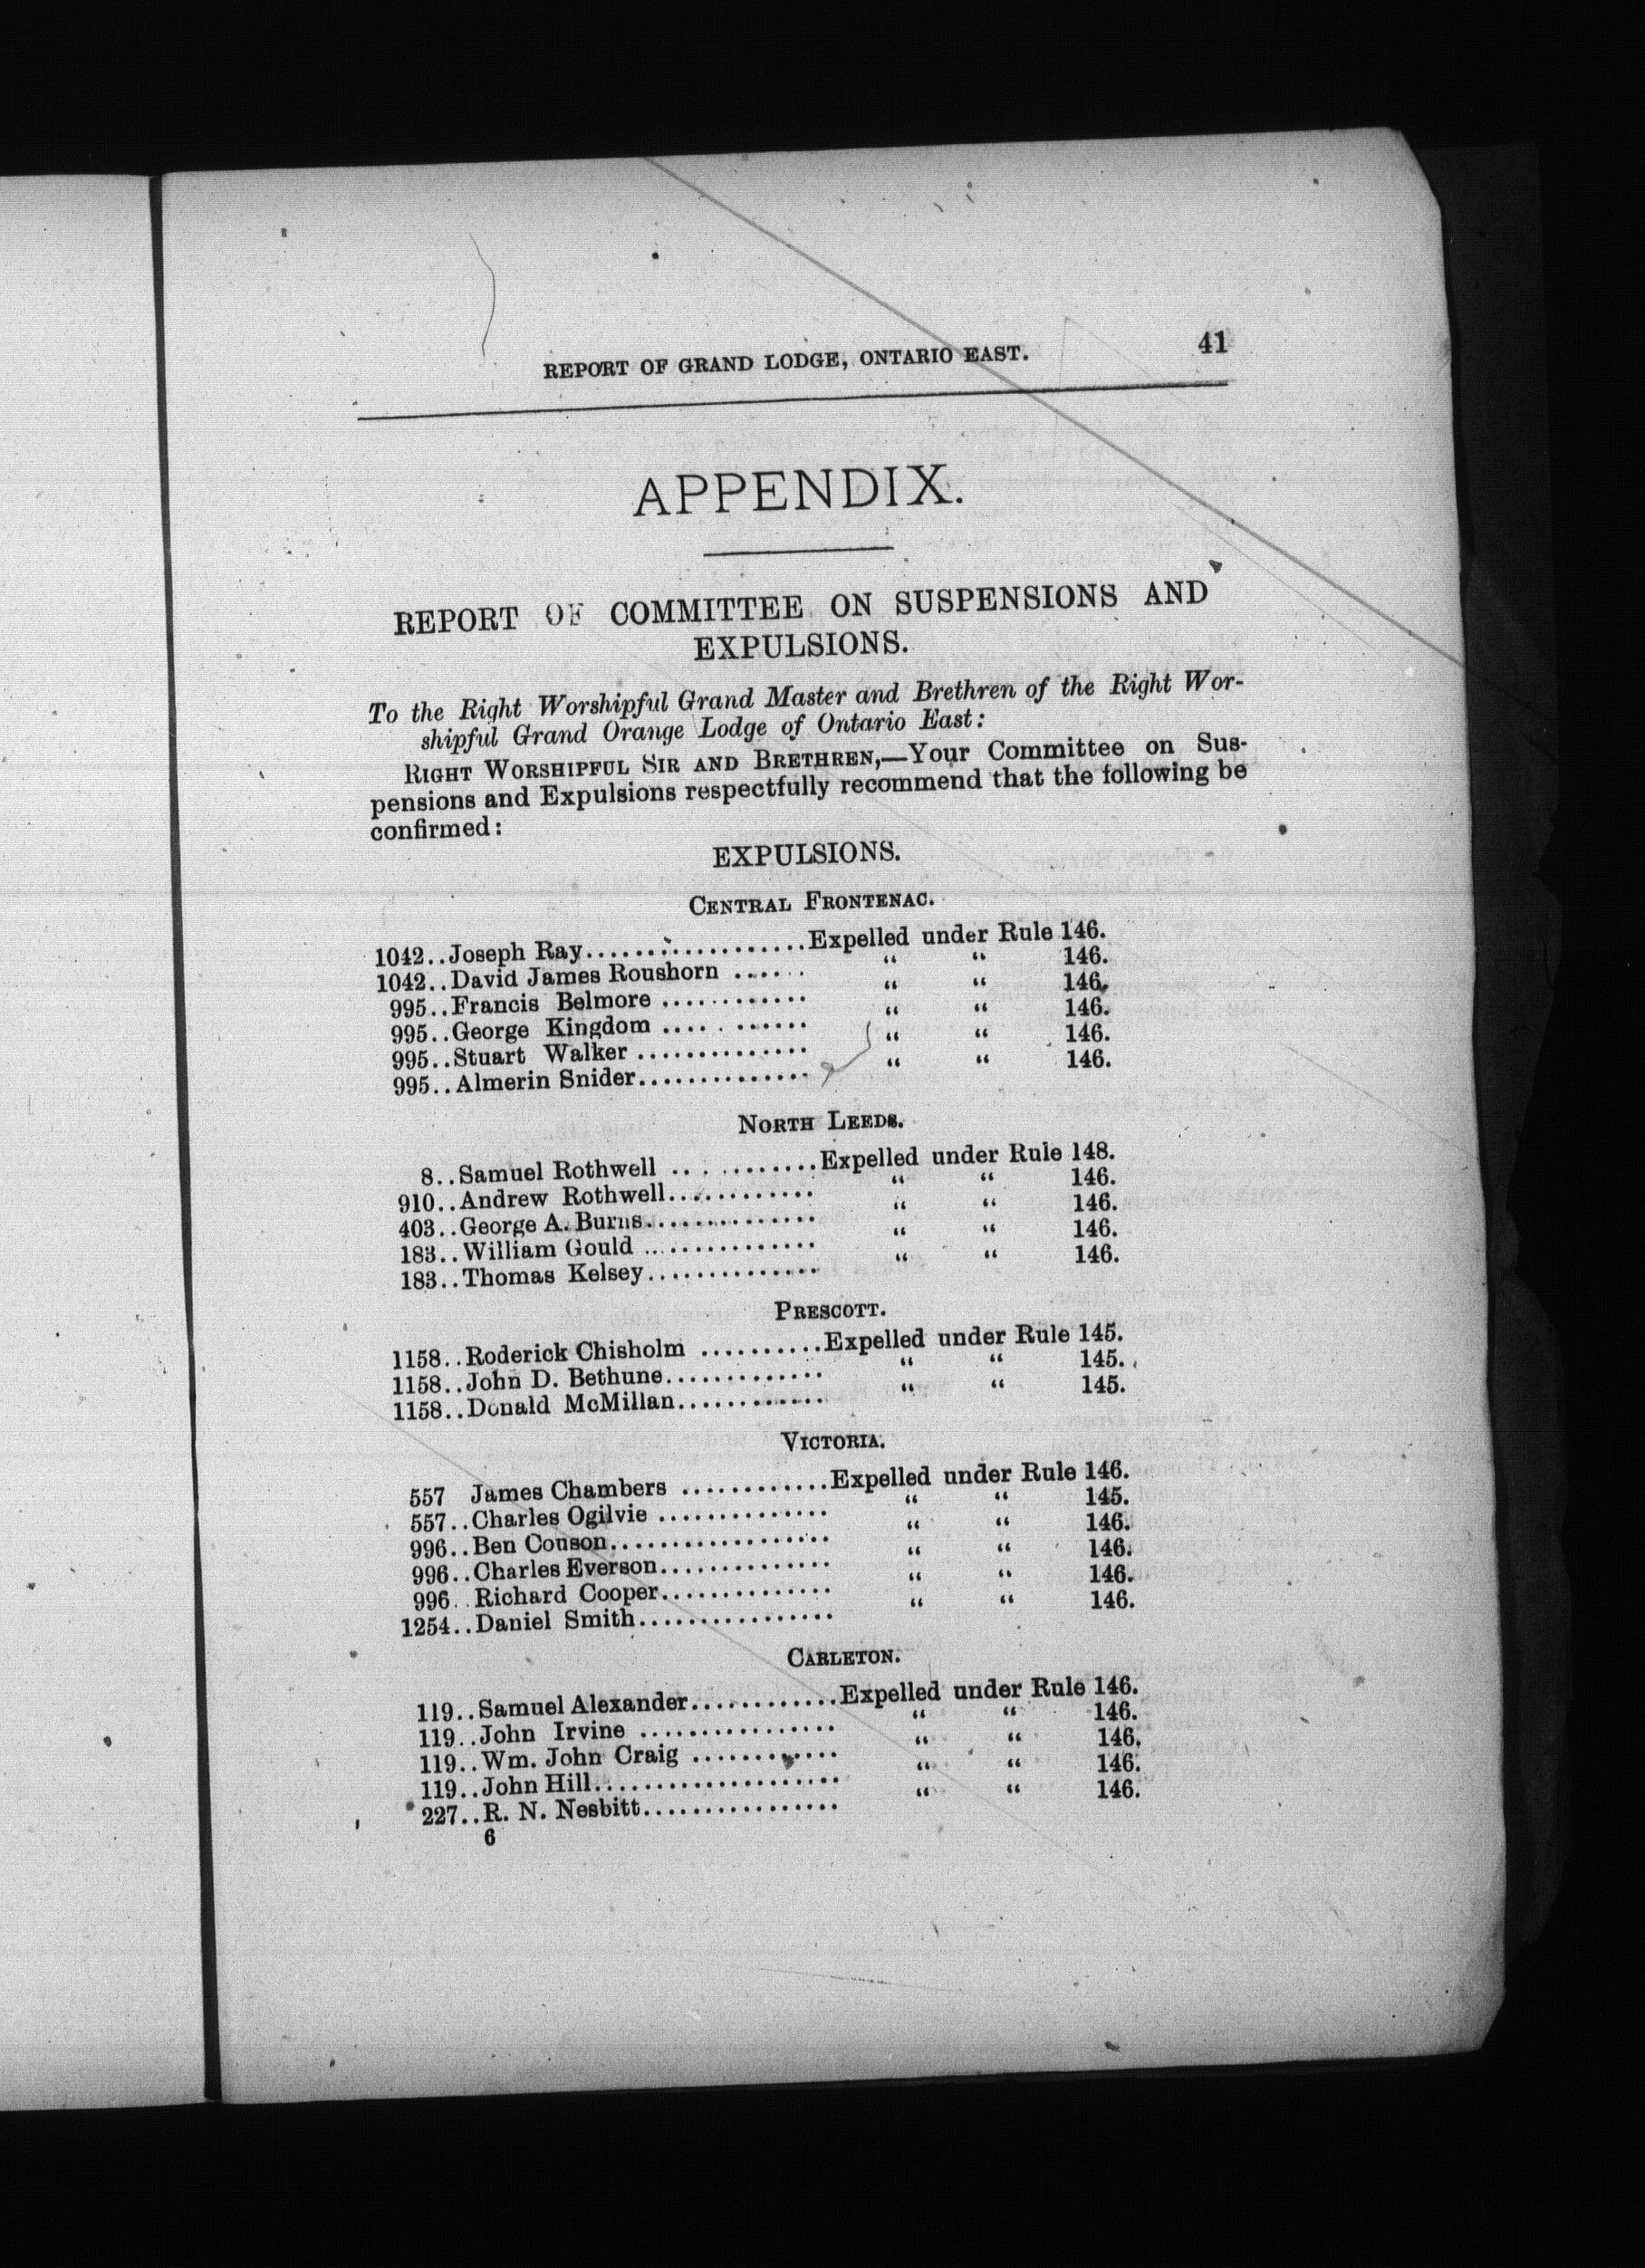 REPORT OF GRAND LODGE, ONTARIO EAST. 41
APPENDIX.
REPORT OF COMMITTEE ON SUSPENSIONS AND
EXPULSIONS.
To the Right Worshipful Grand Master and Brethren of the Right Wor-
shipful Grand Orange Lodge of Ontario East:
RIGHT WORSHIPFUL SIR AND BRETHREN,—Your Committee on Sus-
pensions and Expulsions respectfully recommend that the following be
confirmed:
EXPULSIONS.
CENTRAL FRONTENAC.
1042..Joseph Ray..................Expelled under Rule 146.
1042..David James Roushorn ...... “ “ 146.
995..Francis Belmore ............ “ “ 146.
995..George Kingdom .... ...... “ “ 146.
995..Stuart Walker .............. “ “ 146.
995..Almerin Snider.............. “ “ 146.
NORTH LEEDS.
8..Samuel Rothwell .. ........Expelled under Rule 148.
910..Andrew Rothwell............ “ “ 146.
403..George A. Burns.............. “ “ 146.
183..William Gould .............. “ “ 146.
183..Thomas Kelsey.............. “ “ 146.
PRESCOTT.
1158..Roderick Chisholm ..........Expelled under Rule 145.
1158..John D. Bethune............. “ “ 145.
1158..Donald McMillan............ “ “ 145.
VICTORIA.
557 James Chambers ............Expelled under Rule 146.
557..Charles Ogilvie .............. “ “ 145.
996..Ben Couson.................. “ “ 146.
996..Charles Everson.............. “ “ 146.
996..Richard Cooper.............. “ “ 146.
1254..Daniel Smith................ “ “ 146.
CARLETON.
119..Samuel Alexander............Expelled under Rule 146.
119..John Irvine ................ “ “ 146.
119..Wm. John Craig ............ “ “ 146.
119..John Hill.................... “ “ 146.
227..R. N. Nesbitt................ “ “ 146.
6